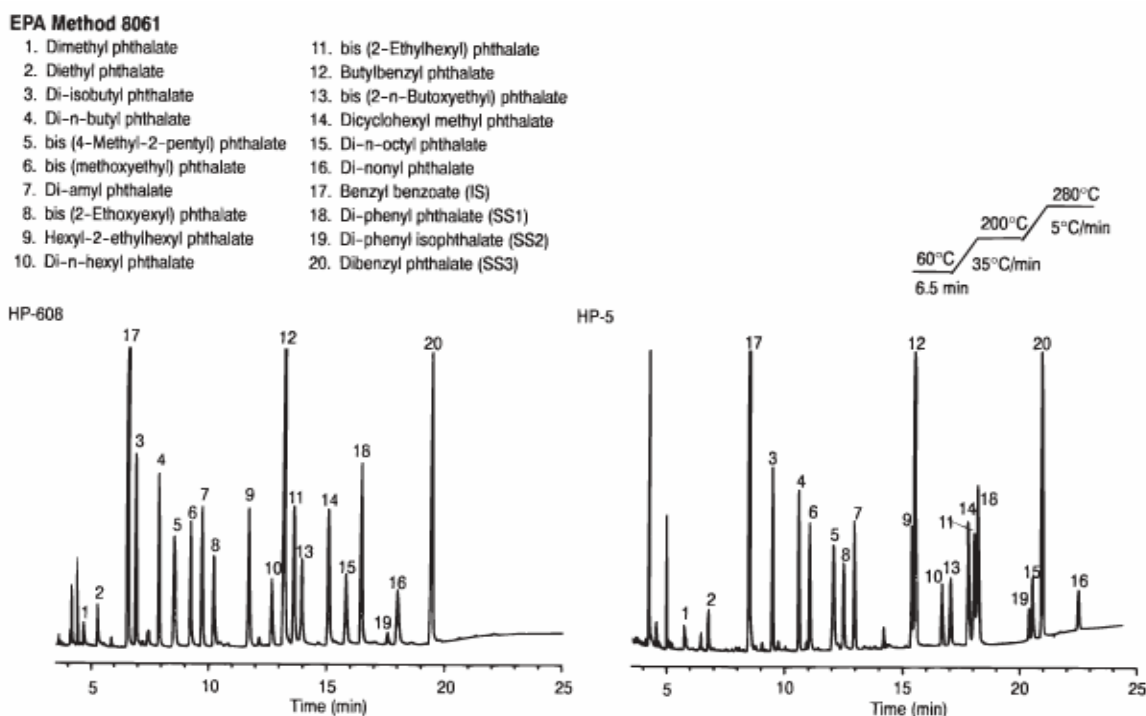 EPA Method 8061
1. Dimethyl phthalate
2. Diethyl phthalate
3. Di-isobutyl phthalate
4. Di-n-butyl phthalate
5. bis (4-Methyl-2-pentyl) phthalate
6. bis (methoxyethyl) phthalate
7. Di-amyl phthalate
8. bis (2-Ethoxyexyl) phthalate
9. Hexyl-2-ethylhexyl phthalate
10. Di-n-hexyl phthalate
11. bis (2-Ethylhexyl) phthalate
12. Butylbenzyl phthalate
13. bis (2-n-Butoxyethyl) phthalate
14. Dicyclohexyl methyl phthalate
15. Di-n-octyl phthalate
16. Di-nonyl phthalate
17. Benzyl benzoate (IS)
18. Di-phenyl phthalate (SS1)
19. Di-phenyl isophthalate (SS2)
20. Dibenzyl phthalate (SS3)
280°C
200°C 5°C/min
60°C 35°C/min
6.5 min
HP-608
17 12 20
3 18
4
7 9 11 14
6
5
8 13
10 15
16
2
1 19
5 10 15 20 25
Time (min)
HP-5
17 12 20
3
4 18
14
6 7 9 11
5
8
10 13 15
16
2 19
1
5 10 15 20 25
Time (min)